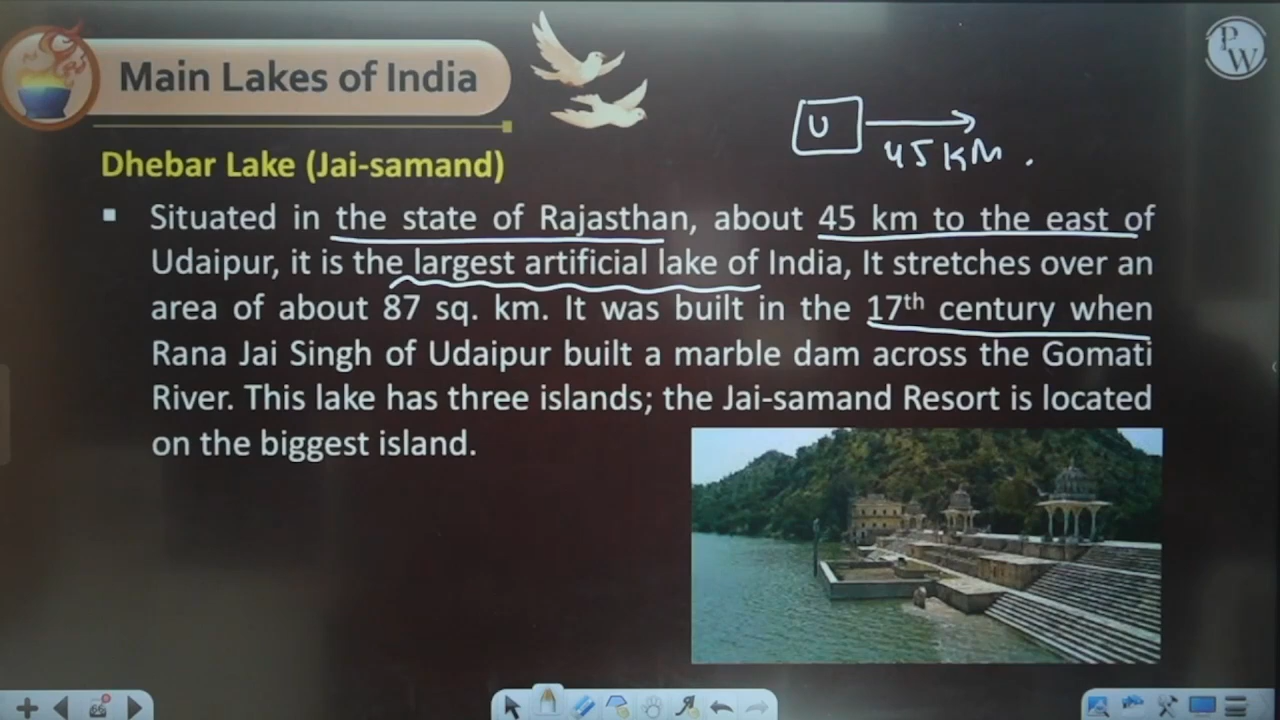 Main Lakes of India
PW
U
45 KM.
Dhebar Lake (Jai-samand)
▪ Situated in the state of Rajasthan, about 45 km to the east of
Udaipur, it is the largest artificial lake of India, It stretches over an
area of about 87 sq. km. It was built in the 17th century when
Rana Jai Singh of Udaipur built a marble dam across the Gomati
River. This lake has three islands; the Jai-samand Resort is located
on the biggest island.